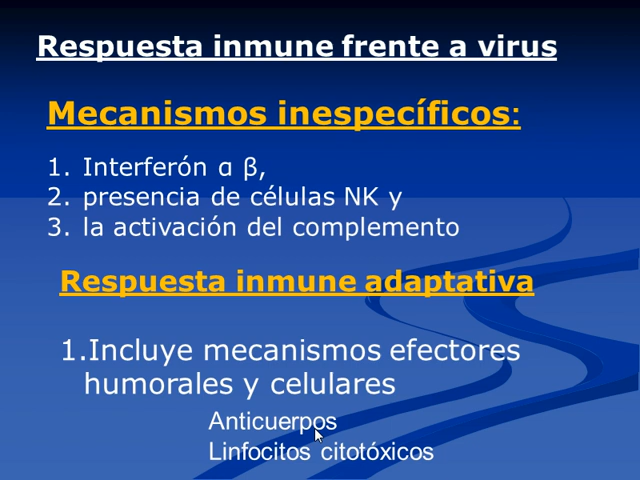 Respuesta inmune frente a virus
Mecanismos inespecíficos:
1. Interferón α β,
2. presencia de células NK y
3. la activación del complemento
Respuesta inmune adaptativa
1.Incluye mecanismos efectores
humorales y celulares
Anticuerpos
Linfocitos citotóxicos